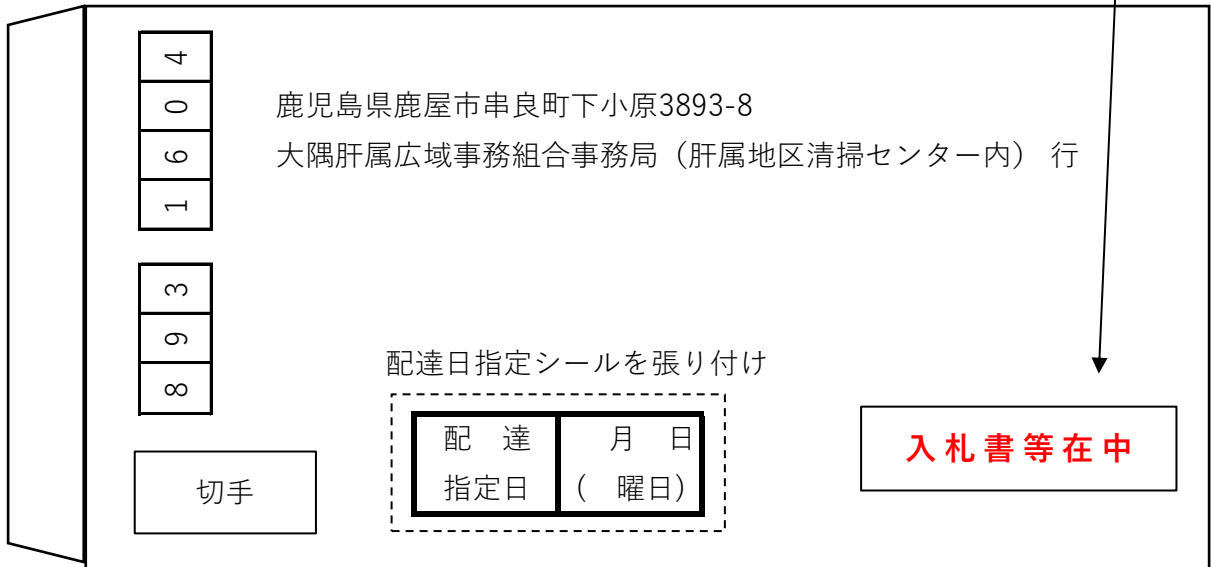 8931604
鹿児島県鹿屋市串良町下小原3893-8
大隅肝属広域事務組合事務局（肝属地区清掃センター内） 行
配達日指定シールを張り付け
配　達
指定日
月　日
(　曜日)
切手
入札書等在中